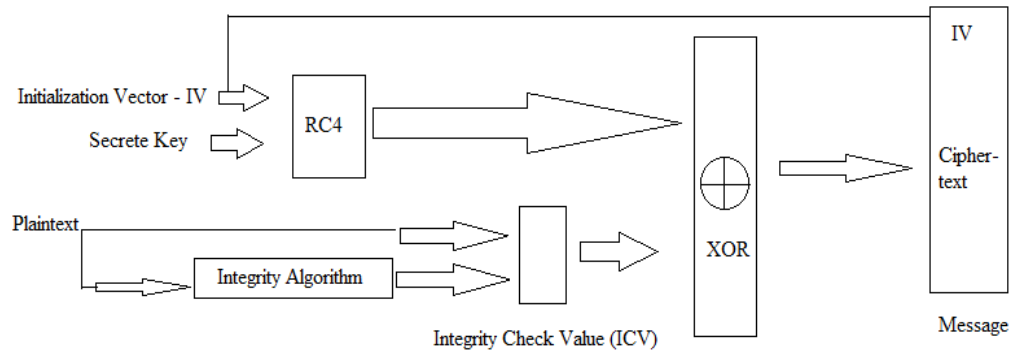 IV
Initialization Vector - IV
RC4
Secrete Key
Cipher-
text
Plaintext
XOR
Integrity Algorithm
Integrity Check Value (ICV)
Message